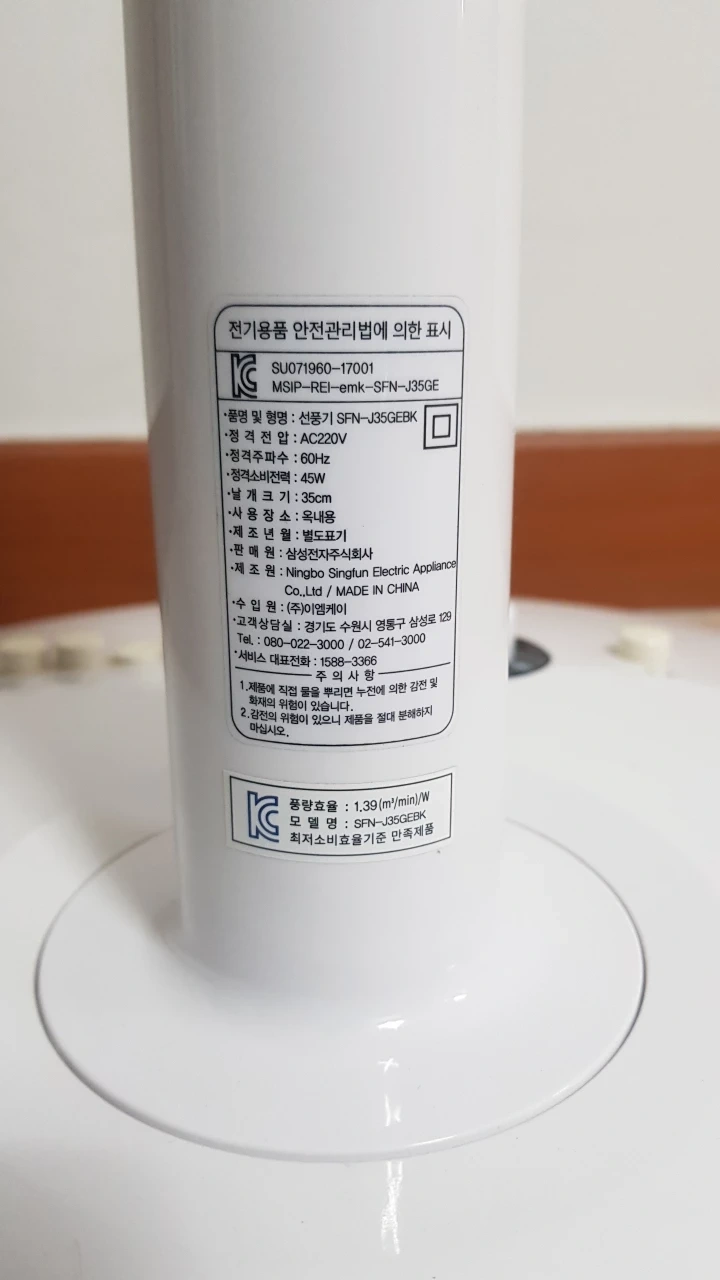 전기용품 안전관리법에 의한 표시
SU071960-17001
MSIP-REI-emk-SFN-J35GE
·품명 및 형명 : 선풍기 SFN-J35GEBK
·정 격 전 압 : AC220V
·정격주파수 : 60Hz
·정격소비전력 : 45W
·날 개 크 기 : 35cm
·사 용 장 소 : 옥내용
·제 조 년 월 : 별도표기
·판 매 원 : 삼성전자주식회사
·제 조 원 : Ningbo Singfun Electric Appliance
Co.,Ltd / MADE IN CHINA
·수 입 원 : (주)이엠케이
·고객상담실 : 경기도 수원시 영통구 삼성로 129
Tel. : 080-022-3000 / 02-541-3000
·서비스 대표전화 : 1588-3366
주 의 사 항
1.제품에 직접 물을 뿌리면 누전에 의한 감전 및
화재의 위험이 있습니다.
2.감전의 위험이 있으니 제품을 절대 분해하지
마십시오.
풍량효율 : 1.39(m³/min)/W
모 델 명 : SFN-J35GEBK
최저소비효율기준 만족제품